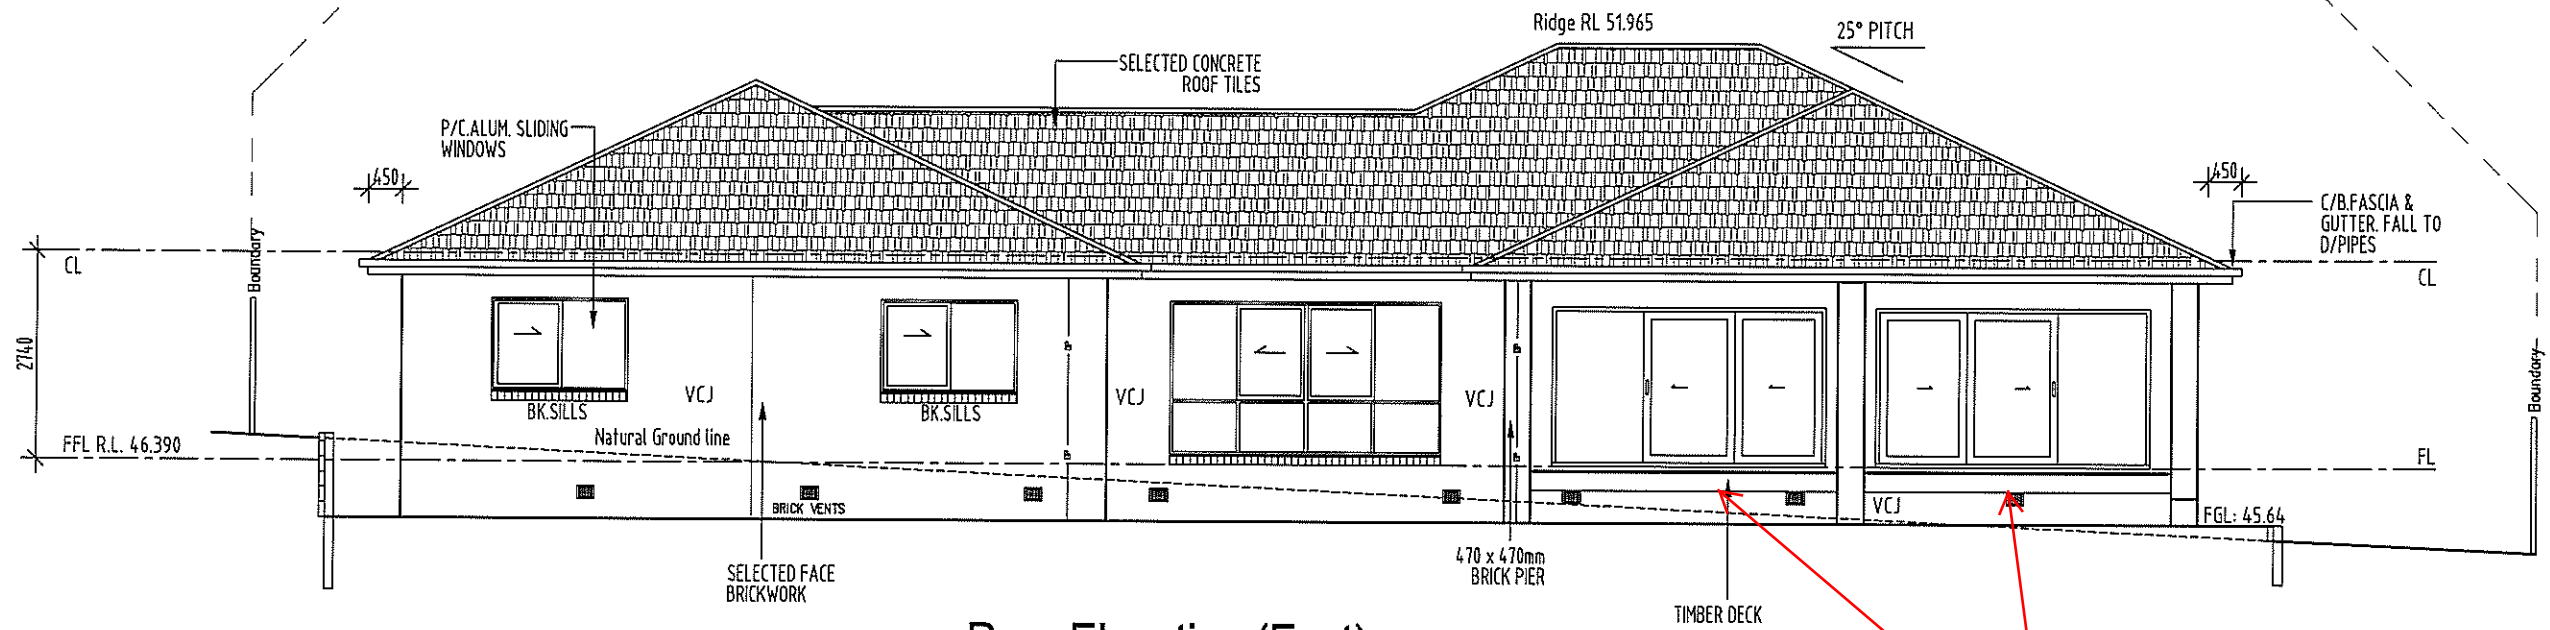 Ridge RL 51.965
25° PITCH
SELECTED CONCRETE
ROOF TILES
P/C.ALUM. SLIDING
WINDOWS
450
450
C/B.FASCIA &
GUTTER. FALL TO
D/PIPES
Boundary
CL
CL
2740
VCJ
VCJ
VCJ
BK.SILLS
BK.SILLS
Boundary
Natural Ground line
FFL R.L. 46.390
FL
BRICK VENTS
VCJ
FGL: 45.64
470 x 470mm
BRICK PIER
SELECTED FACE
BRICKWORK
TIMBER DECK